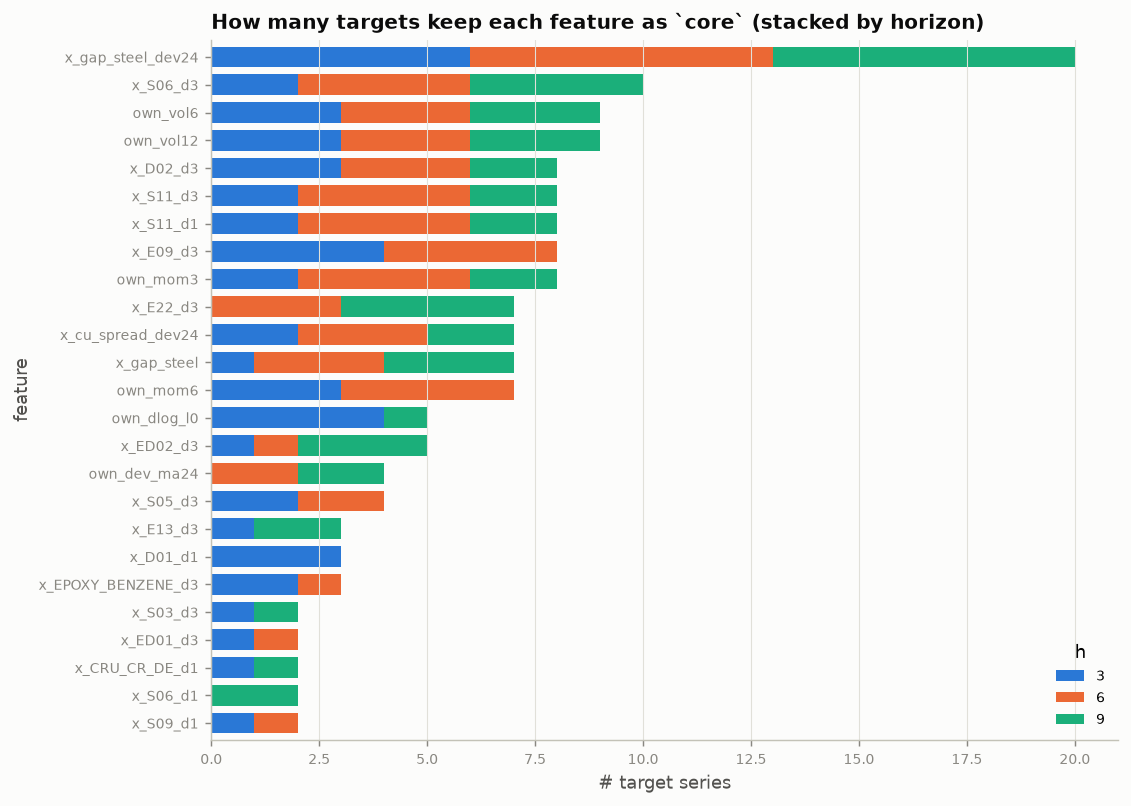 How many targets keep each feature as `core` (stacked by horizon)
feature
x_gap_steel_dev24
x_S06_d3
own_vol6
own_vol12
x_D02_d3
x_S11_d3
x_S11_d1
x_E09_d3
own_mom3
x_E22_d3
x_cu_spread_dev24
x_gap_steel
own_mom6
own_dlog_l0
x_ED02_d3
own_dev_ma24
x_S05_d3
x_E13_d3
x_D01_d1
x_EPOXY_BENZENE_d3
x_S03_d3
x_ED01_d3
x_CRU_CR_DE_d1
x_S06_d1
x_S09_d1
h
3
6
9
0.0 2.5 5.0 7.5 10.0 12.5 15.0 17.5 20.0
# target series